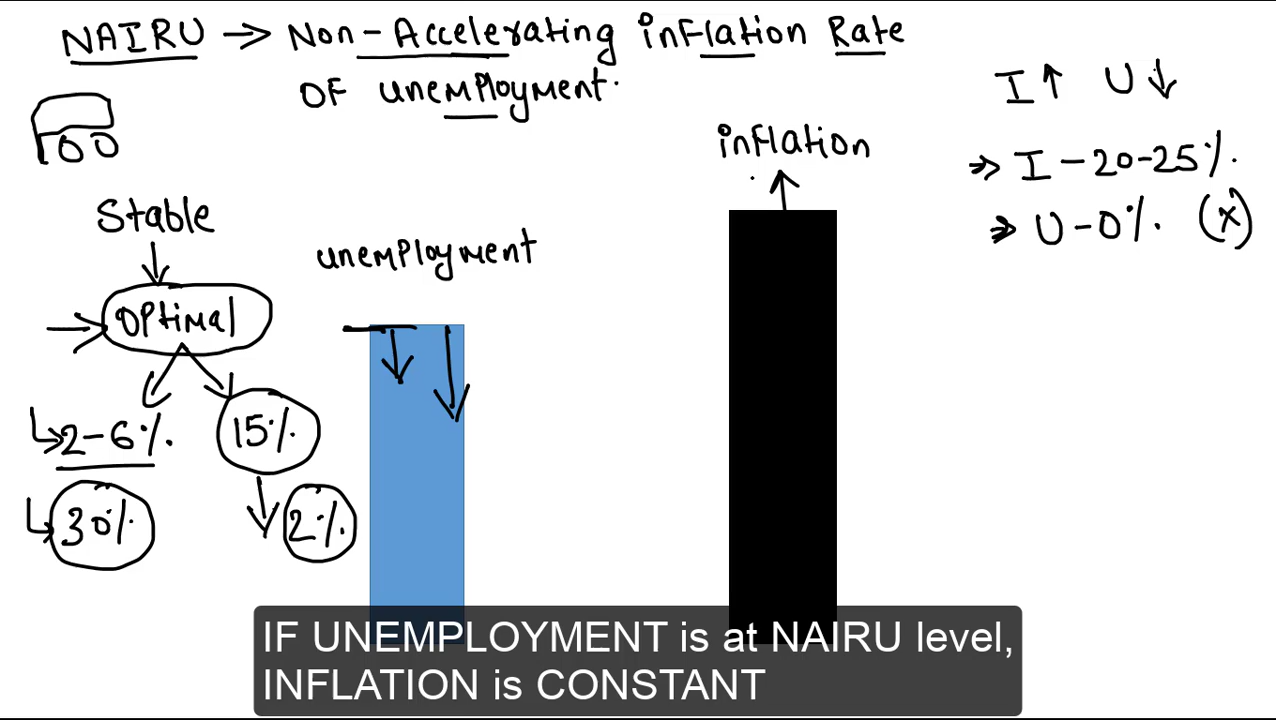 NAIRU → Non-Accelerating inFlation Rate
OF unemployment.
I↑ U↓
inflation
⇒ I - 20-25%.
Stable
⇒ U - 0%. (x)
unemployment
OPtimal
2-6%. 15%.
30%. 2%.
IF UNEMPLOYMENT is at NAIRU level,
INFLATION is CONSTANT